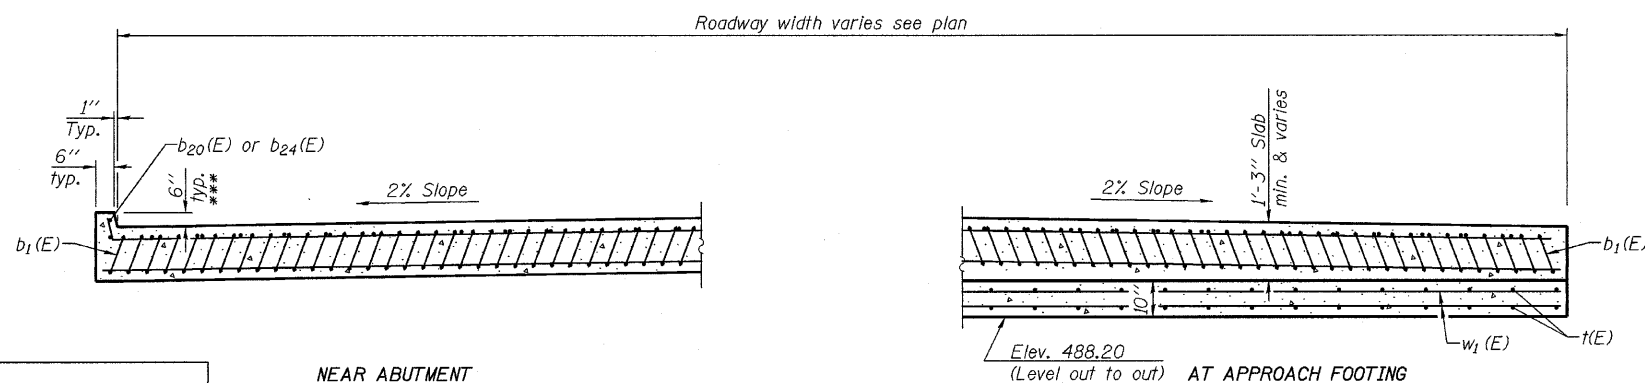 Roadway width varies see plan
1"
Typ.
b20(E) or b24(E)
6"
typ.
6"
typ.
***
2% Slope
2% Slope
1'-3" Slab
min. & varies
b1(E)
b1(E)
10"
w1(E)
t(E)
Elev. 488.20
(Level out to out)
NEAR ABUTMENT
AT APPROACH FOOTING